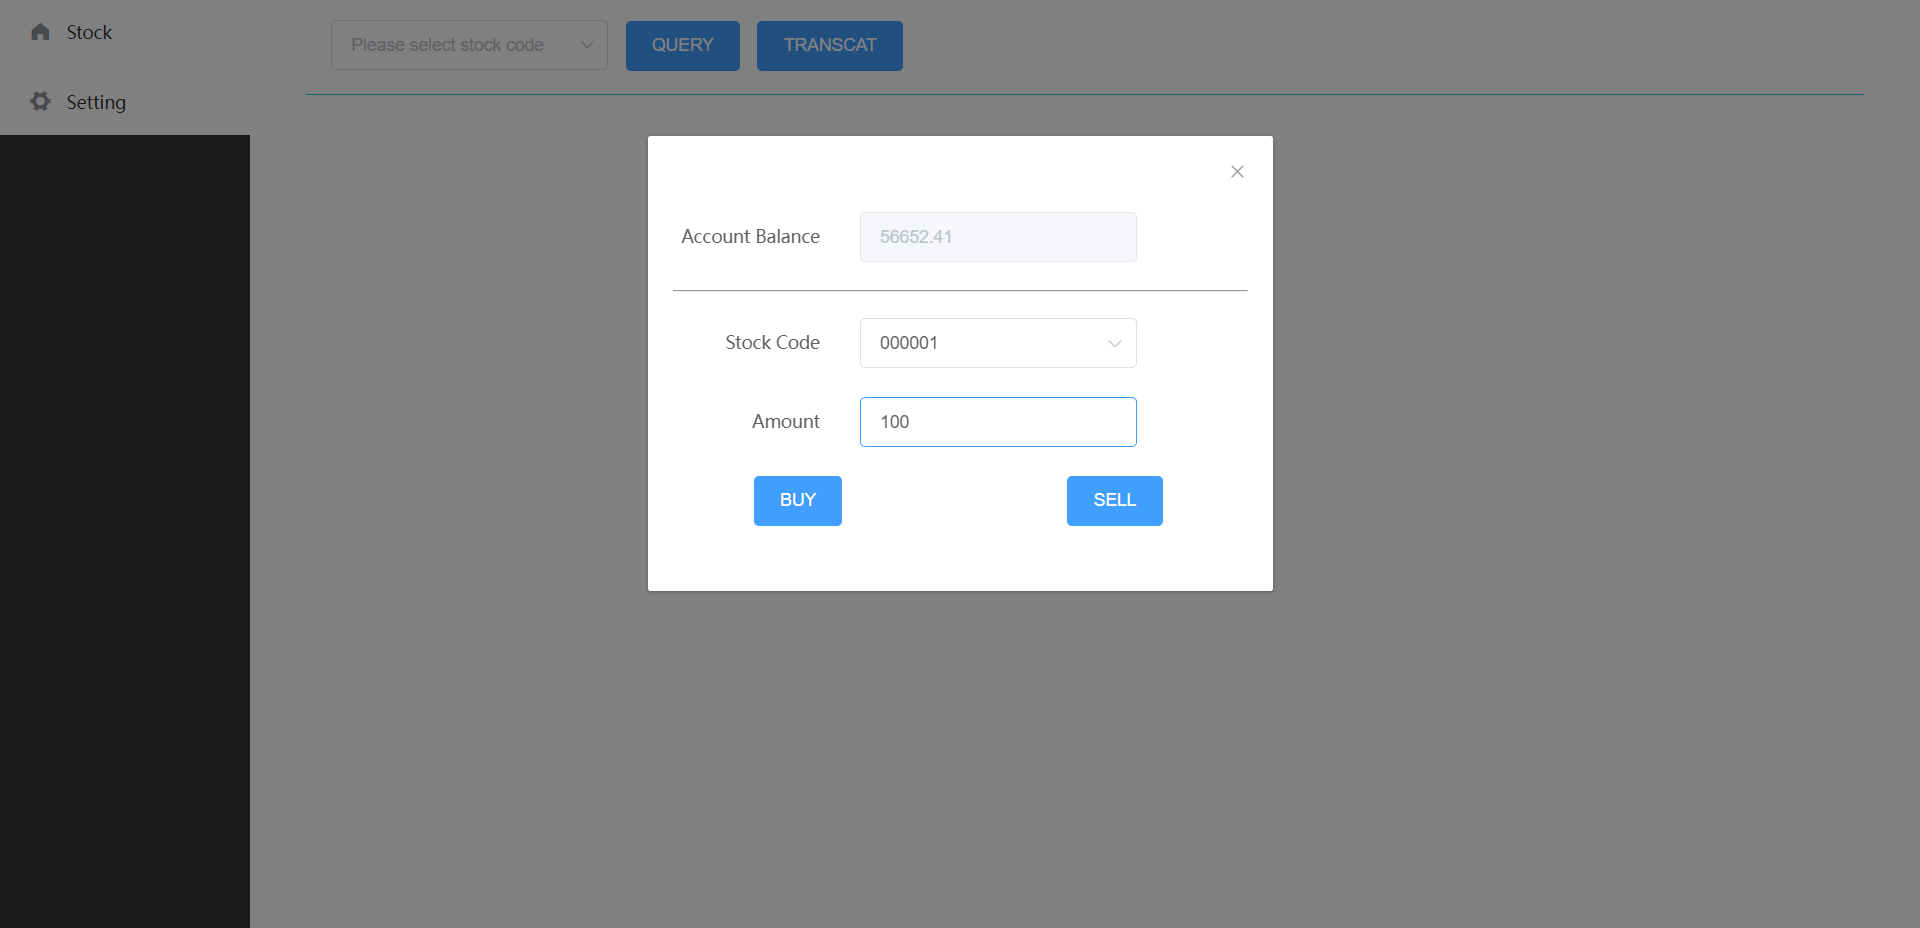 Stock
Setting
Please select stock code
QUERY
TRANSCAT
Account Balance 56652.41
Stock Code 000001
Amount 100
BUY
SELL